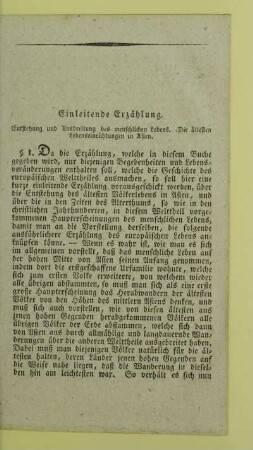 Einleitende Erzählung.
Entstehung und Ausbreitung des menschlichen Lebens. Die ältesten
Lebenseinrichtungen in Asien.
§ 1. Da die Erzählung, welche in diesem Buche
gegeben wird, nur diejenigen Begebenheiten und Lebens-
veränderungen enthalten soll, welche die Geschichte des
europäischen Welttheils ausmachen, so soll hier eine
kurze einleitende Erzählung vorausgeschickt werden, über
die Entstehung des ältesten Völkerlebens in Asien, und
über die in den Zeiten des Alterthums, so wie in den
christlichen Jahrhunderten, in diesem Welttheil vorge-
kommenen Haupterscheinungen des menschlichen Lebens,
damit man an die Vorstellung derselben, die folgende
ausführlichere Erzählung des europäischen Lebens an-
knüpfen könne. — Wenn es wahr ist, wie man es sich
im allgemeinen vorstellt, daß das menschliche Leben auf
der hohen Mitte von Asien seinen Anfang genommen,
indem dort die ersterschaffene Urfamilie wohnte, welche
sich zum ersten Volke erweiterte, von welchem wieder
alle übrigen abstammten, so muß man sich als eine erste
große Haupterscheinung das Herabwandern der ältesten
Völker von den Höhen des mittlern Asiens denken, und
muß sich auch vorstellen, wie von diesen ältesten aus
jenen hohen Gegenden herabgekommenen Völkern alle
übrigen Völker der Erde abstammen, welche sich dann
von Asien aus durch allmählige und langdauernde Wan-
derungen über die anderen Welttheile ausgebreitet haben.
Dabei muß man diejenigen Völker natürlich für die äl-
testen halten, deren Länder jenen hohen Gegenden auf
die Weise nahe liegen, daß die Wanderung in diesel-
ben hin am leichtesten war. So verhält es sich nun